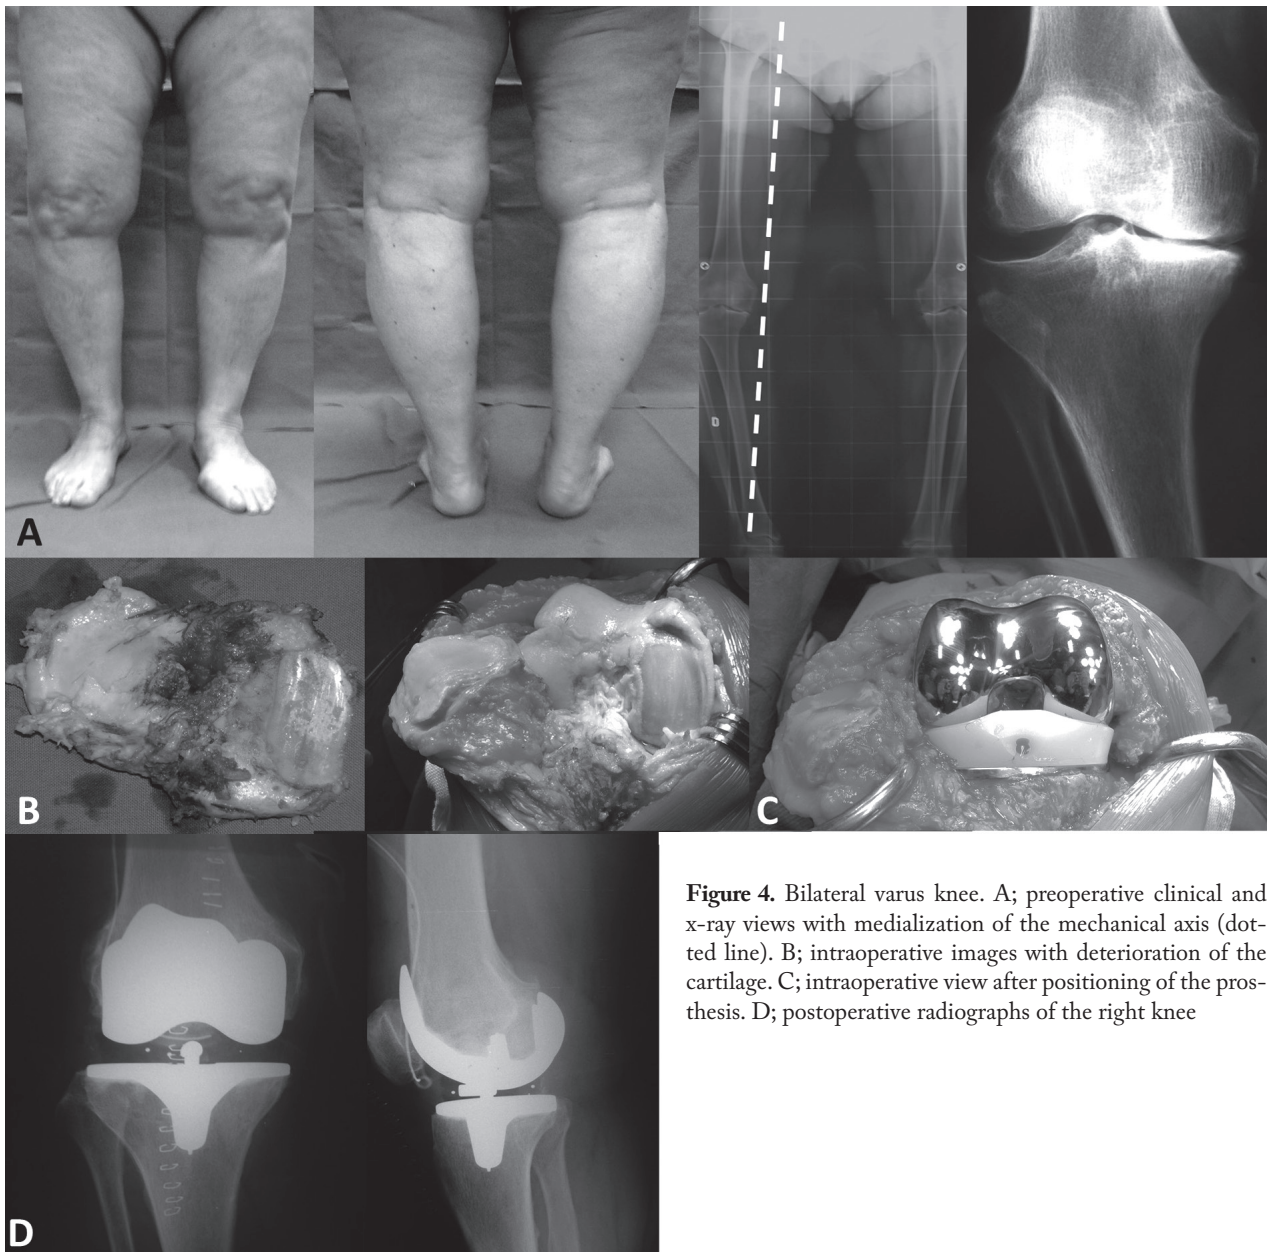 A
D
B
C
Figure 4. Bilateral varus knee. A; preoperative clinical and
x-ray views with medialization of the mechanical axis (dot-
ted line). B; intraoperative images with deterioration of the
cartilage. C; intraoperative view after positioning of the pros-
thesis. D; postoperative radiographs of the right knee
D